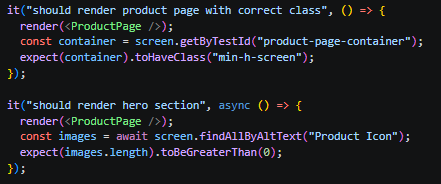 it("should render product page with correct class", () => {
  render(<ProductPage />);
  const container = screen.getByTestId("product-page-container");
  expect(container).toHaveClass("min-h-screen");
});

it("should render hero section", async () => {
  render(<ProductPage />);
  const images = await screen.findAllByAltText("Product Icon");
  expect(images.length).toBeGreaterThan(0);
});